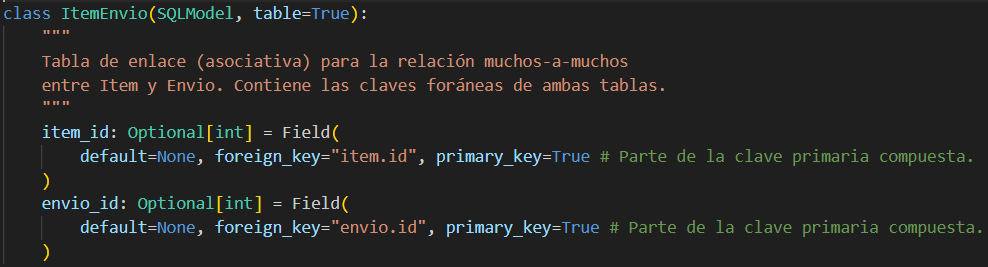 class ItemEnvio(SQLModel, table=True):
    """
    Tabla de enlace (asociativa) para la relación muchos-a-muchos
    entre Item y Envio. Contiene las claves foráneas de ambas tablas.
    """
    item_id: Optional[int] = Field(
        default=None, foreign_key="item.id", primary_key=True # Parte de la clave primaria compuesta.
    )
    envio_id: Optional[int] = Field(
        default=None, foreign_key="envio.id", primary_key=True # Parte de la clave primaria compuesta.
    )